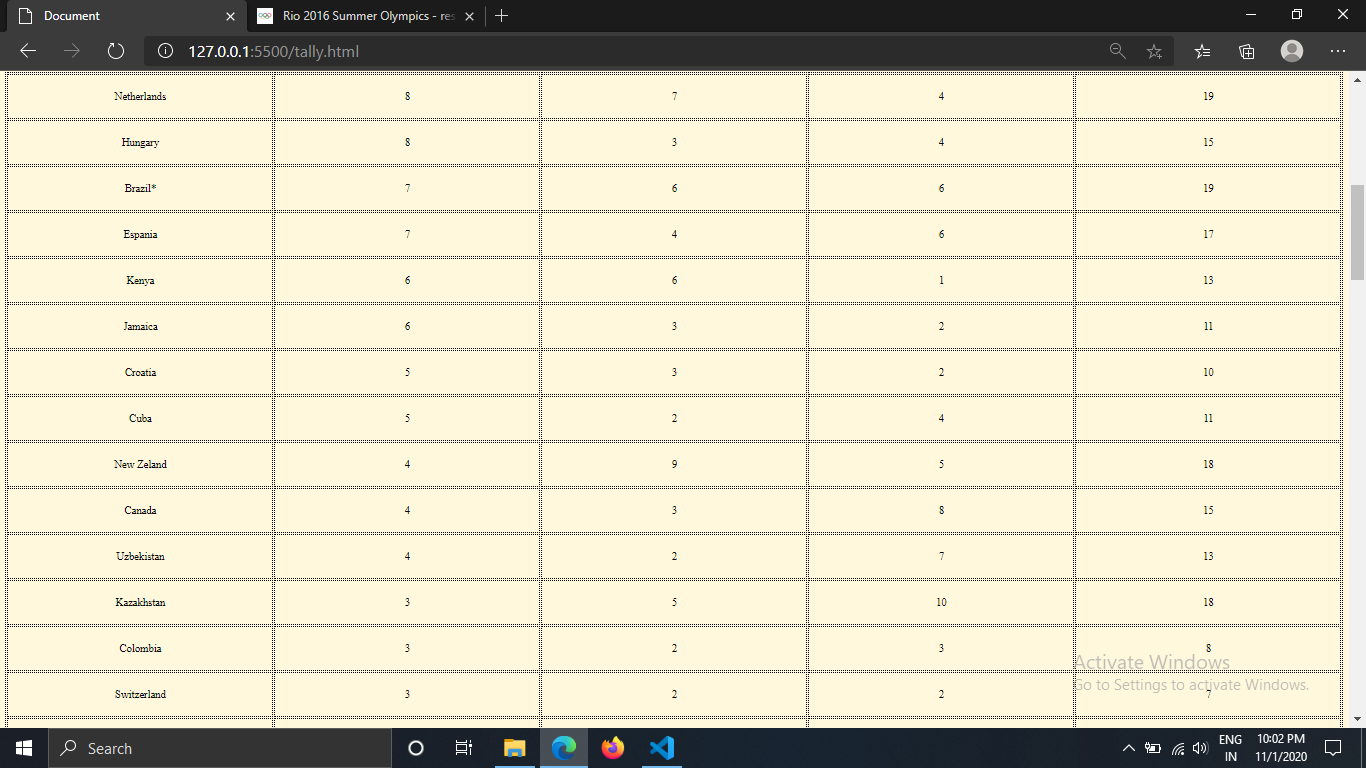 Document
Rio 2016 Summer Olympics - res
127.0.0.1:5500/tally.html
Netherlands 8 7 4 19
Hungary 8 3 4 15
Brazil* 7 6 6 19
Espania 7 4 6 17
Kenya 6 6 1 13
Jamaica 6 3 2 11
Croatia 5 3 2 10
Cuba 5 2 4 11
New Zeland 4 9 5 18
Canada 4 3 8 15
Uzbekistan 4 2 7 13
Kazakhstan 3 5 10 18
Colombia 3 2 3 8
Activate Windows
Go to Settings to activate Windows.
Switzerland 3 2 2 7
Search
ENG
IN
10:02 PM
11/1/2020